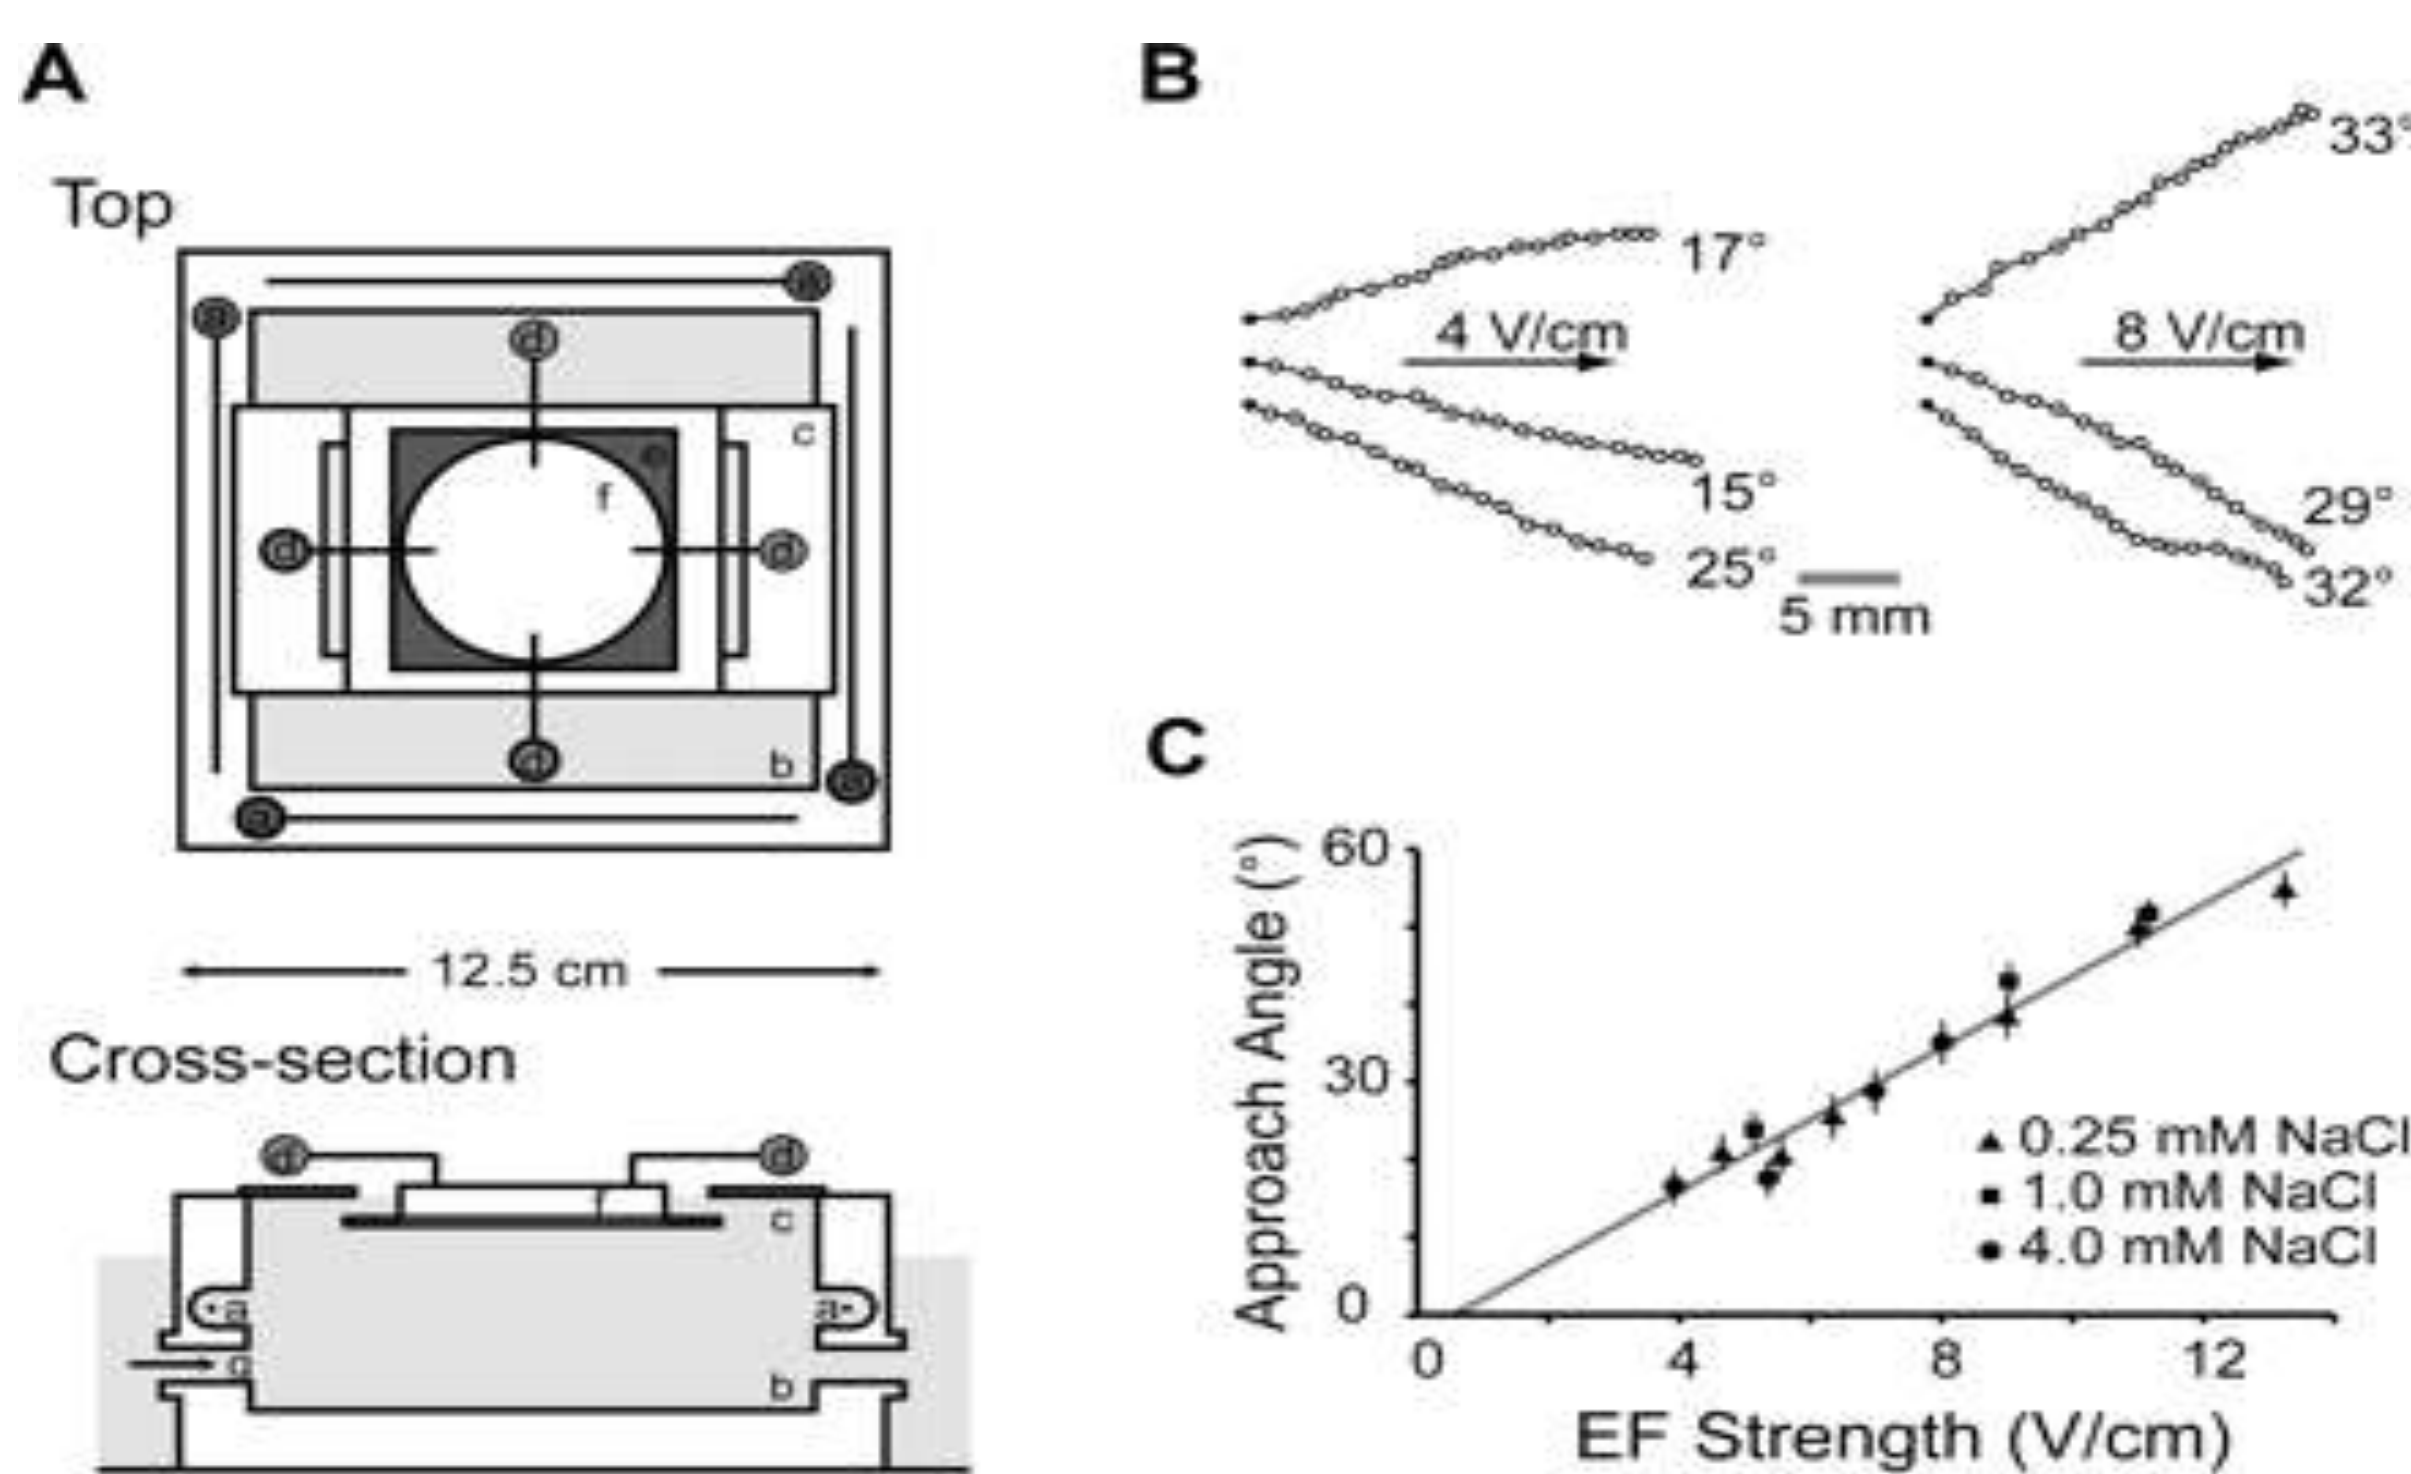 A
Top
a
a
d
c
e
f
d
d
d
b
a
a
12.5 cm
Cross-section
d
d
c
a
a
b
B
33°
17°
4 V/cm
8 V/cm
15°
29°
25°
32°
5 mm
C
Approach Angle (°)
60
30
0
0.25 mM NaCl
1.0 mM NaCl
4.0 mM NaCl
0
4
8
12
EF Strength (V/cm)